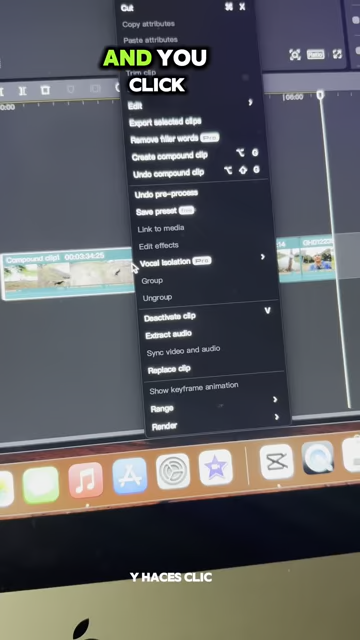 Cut ⌘ X
Copy attributes
Paste attributes
AND YOU
CLICK
Trim clip
Edit
Export selected clips
Remove filler words Pro
Create compound clip ⌥ G
Undo compound clip ⌥ ⇧ G
Undo pre-process
Save preset
Link to media
Edit effects
Vocal isolation Pro
Group
Ungroup
Deactivate clip V
Extract audio
Sync video and audio
Replace clip
Show keyframe animation
Range
Render
Compound clip1 00:03:34:25
Y HACES CLIC